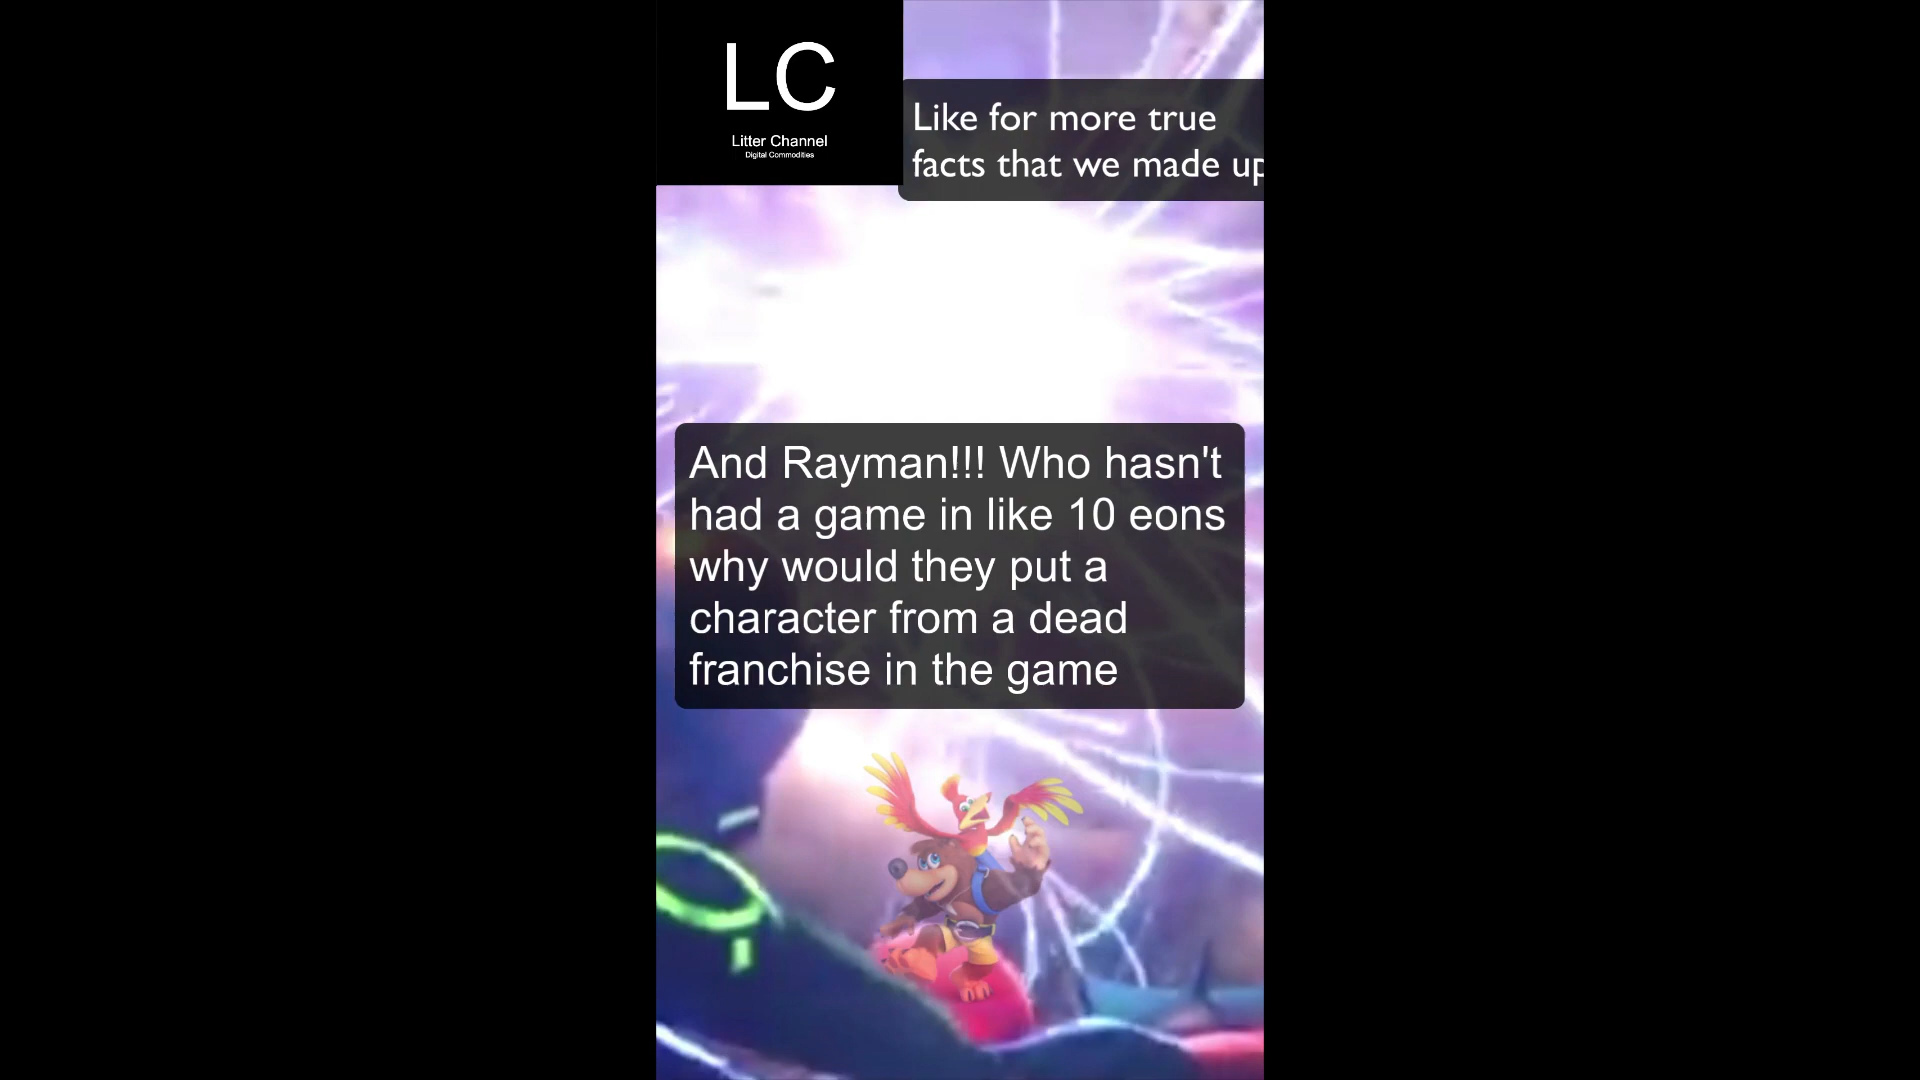 LC
Litter Channel
Digital Commodities
Like for more true
facts that we made up
And Rayman!!! Who hasn't
had a game in like 10 eons
why would they put a
character from a dead
franchise in the game